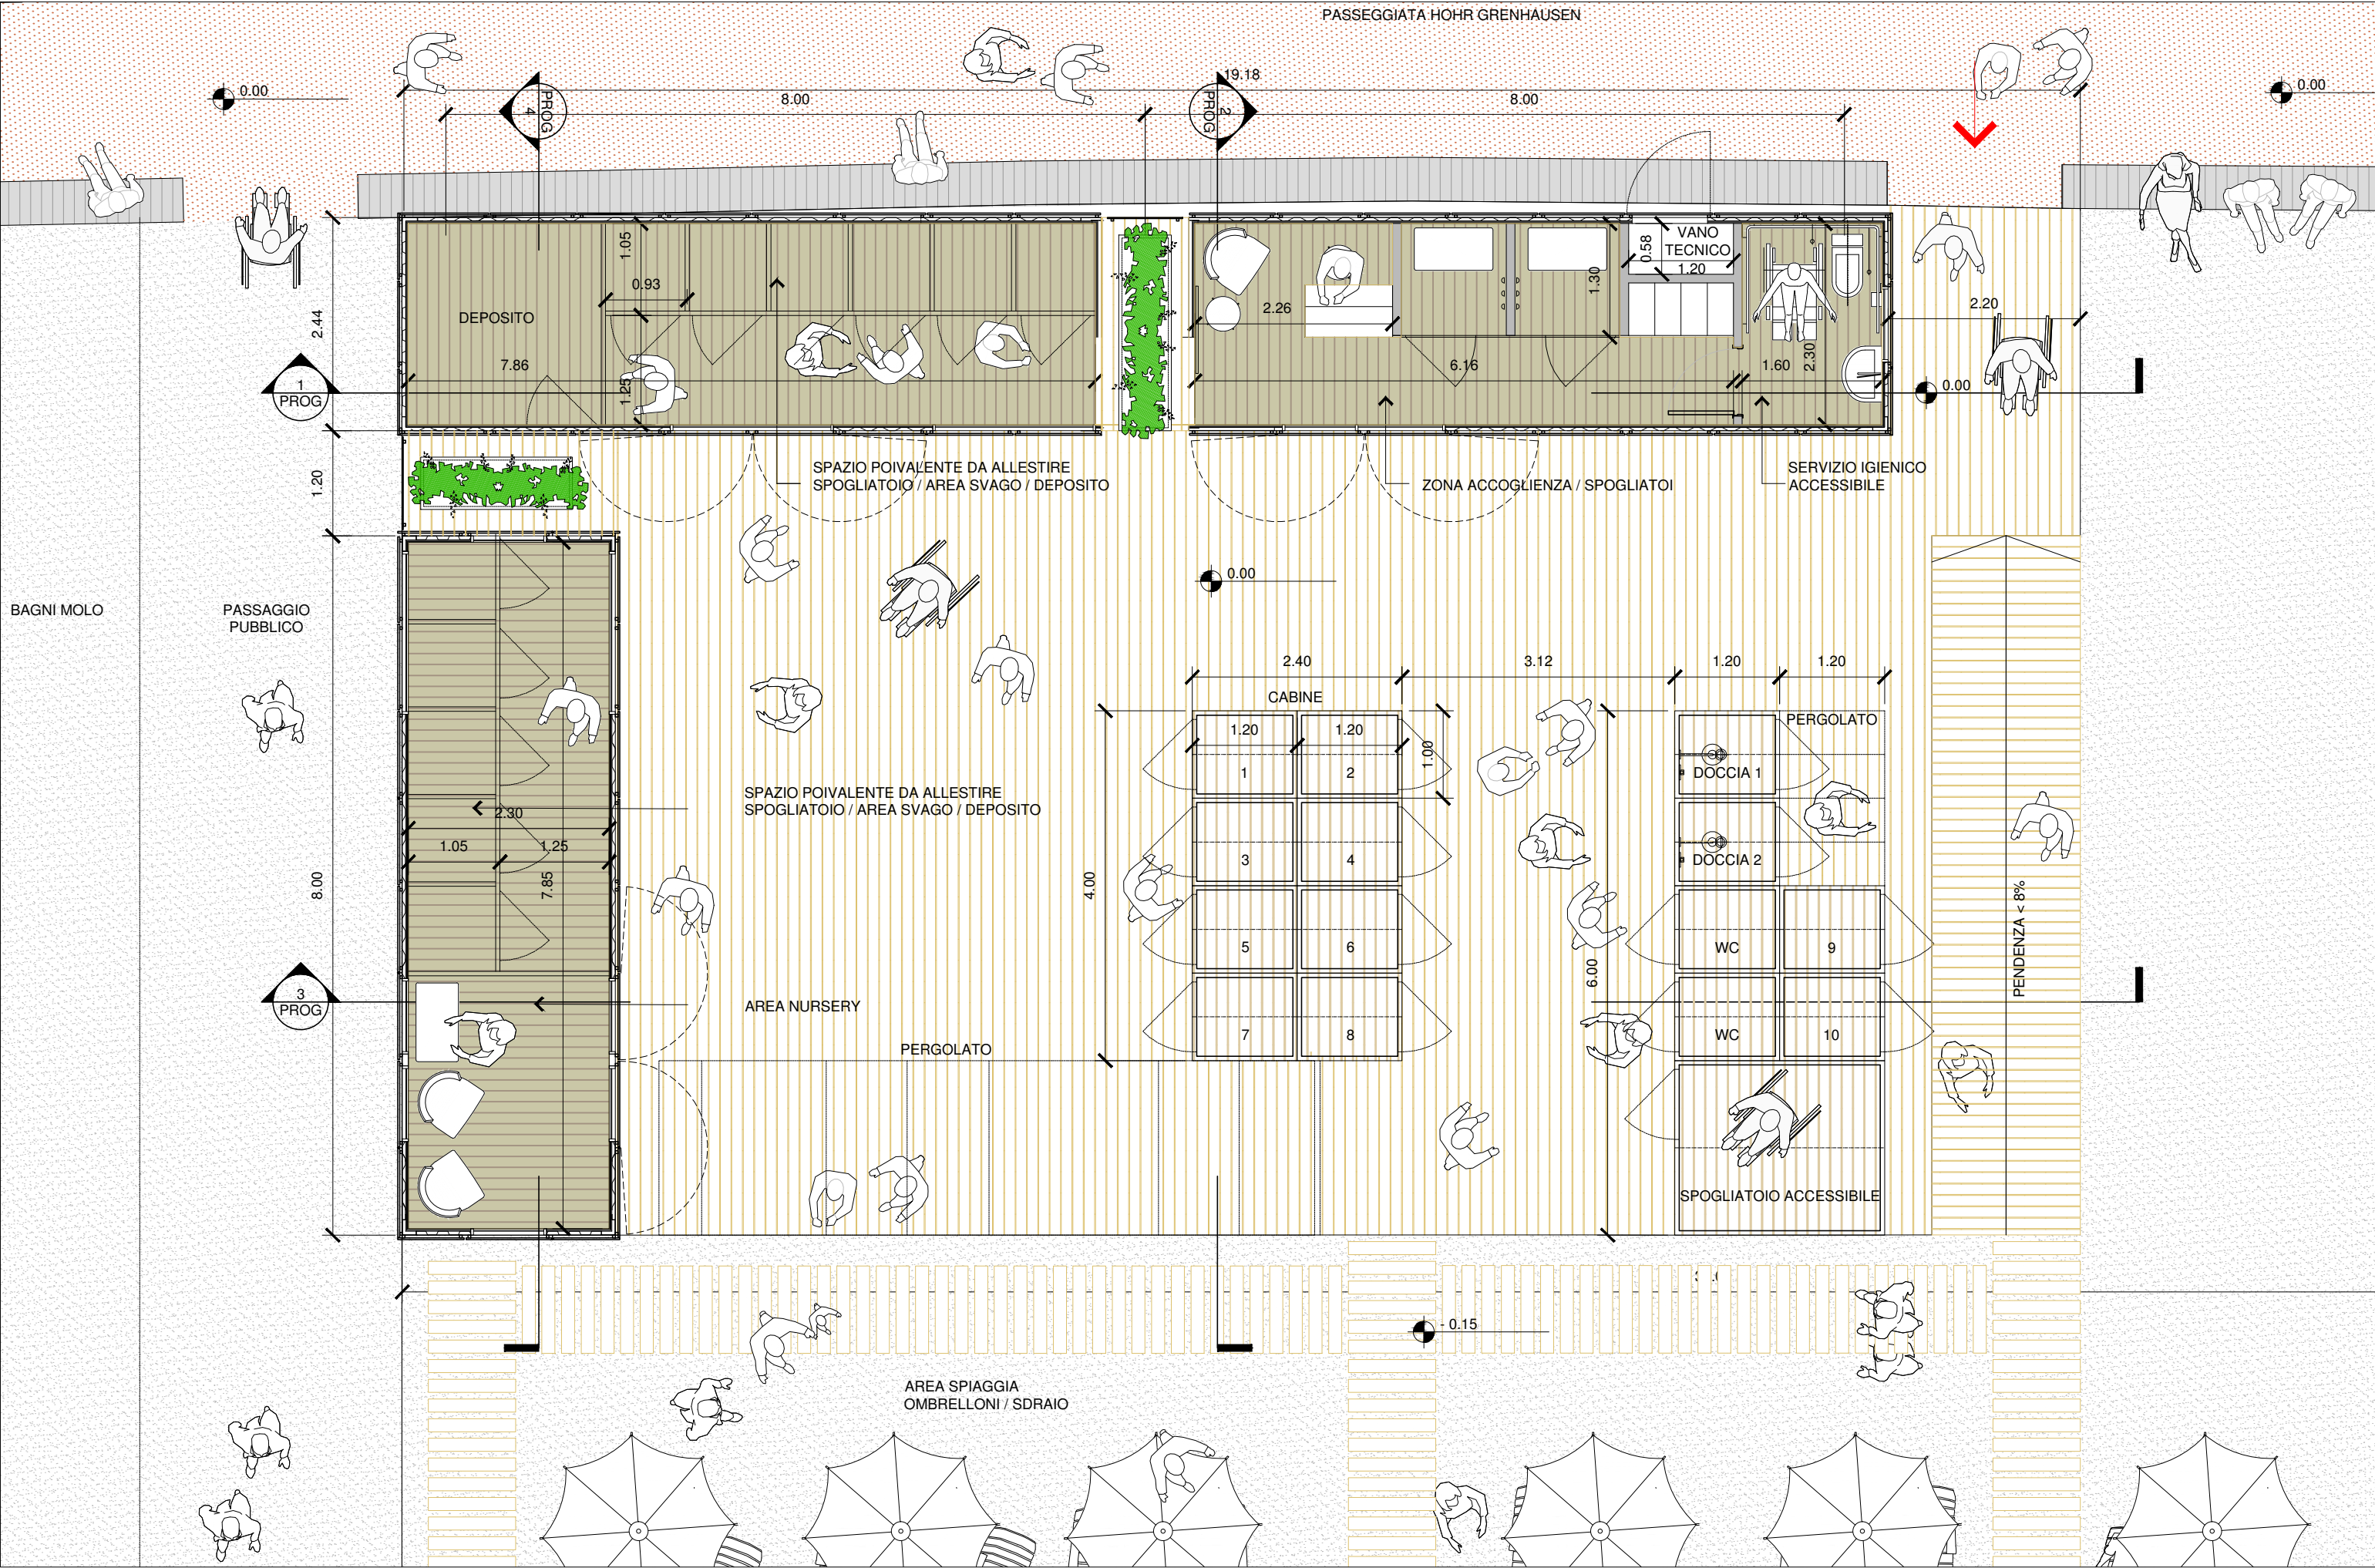 PASSEGGIATA HOHR GRENHAUSEN
19.18
0.00
8.00
8.00
0.00
4
PROG
2
PROG
VANO
TECNICO
1.05
0.58
1.20
0.93
1.30
2.26
2.20
DEPOSITO
2.44
7.86
1.25
6.16
1.60
2.30
1
PROG
0.00
SPAZIO POIVALENTE DA ALLESTIRE
SPOGLIATOIO / AREA SVAGO / DEPOSITO
ZONA ACCOGLIENZA / SPOGLIATOI
SERVIZIO IGIENICO
ACCESSIBILE
1.20
0.00
BAGNI MOLO
PASSAGGIO
PUBBLICO
2.40
3.12
1.20
1.20
CABINE
PERGOLATO
1.20
1.20
1.00
1
2
DOCCIA 1
SPAZIO POIVALENTE DA ALLESTIRE
SPOGLIATOIO / AREA SVAGO / DEPOSITO
2.30
1.05
1.25
3
4
DOCCIA 2
8.00
7.85
4.00
5
6
WC
9
6.00
PENDENZA < 8%
3
PROG
AREA NURSERY
7
8
WC
10
PERGOLATO
SPOGLIATOIO ACCESSIBILE
- 0.15
AREA SPIAGGIA
OMBRELLONI / SDRAIO